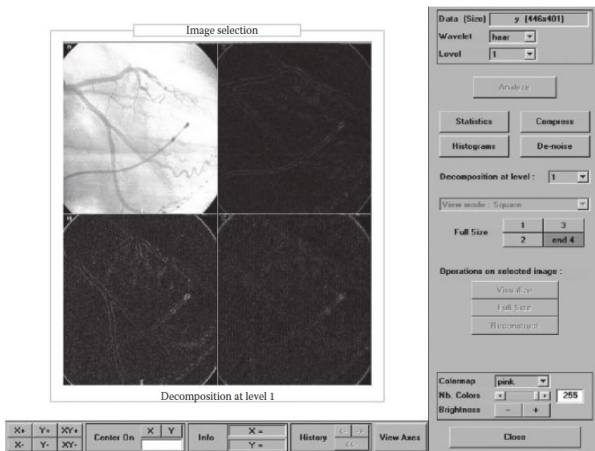 Image selection
Decomposition at level 1
Data (Size) y (446x401)
Wavelet haar
Level 1
Analyze
Statistics Compress
Histograms De-noise
Decomposition at level : 1
View mode : Square
Full Size 1 3
2 end 4
Operations on selected image :
Visualize
Full Size
Reconstruct
Colormap pink
Nb. Colors 255
Brightness - +
Close
X+ Y+ XY+
X- Y- XY-
Center On X Y
Info X =
Y =
History <- ->
<<-
View Axes